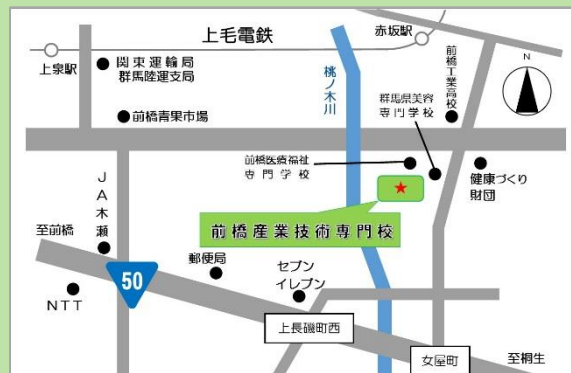 上毛電鉄
赤坂駅
上泉駅
関東運輸局
群馬陸運支局
前橋青果市場
桃ノ木川
前橋工業高校
N
群馬県美容
専門学校
前橋医療福祉
専門学校
健康づくり
財団
JA木瀬
至前橋
前橋産業技術専門校
50
郵便局
セブン
イレブン
NTT
上長磯町西
女屋町
至桐生